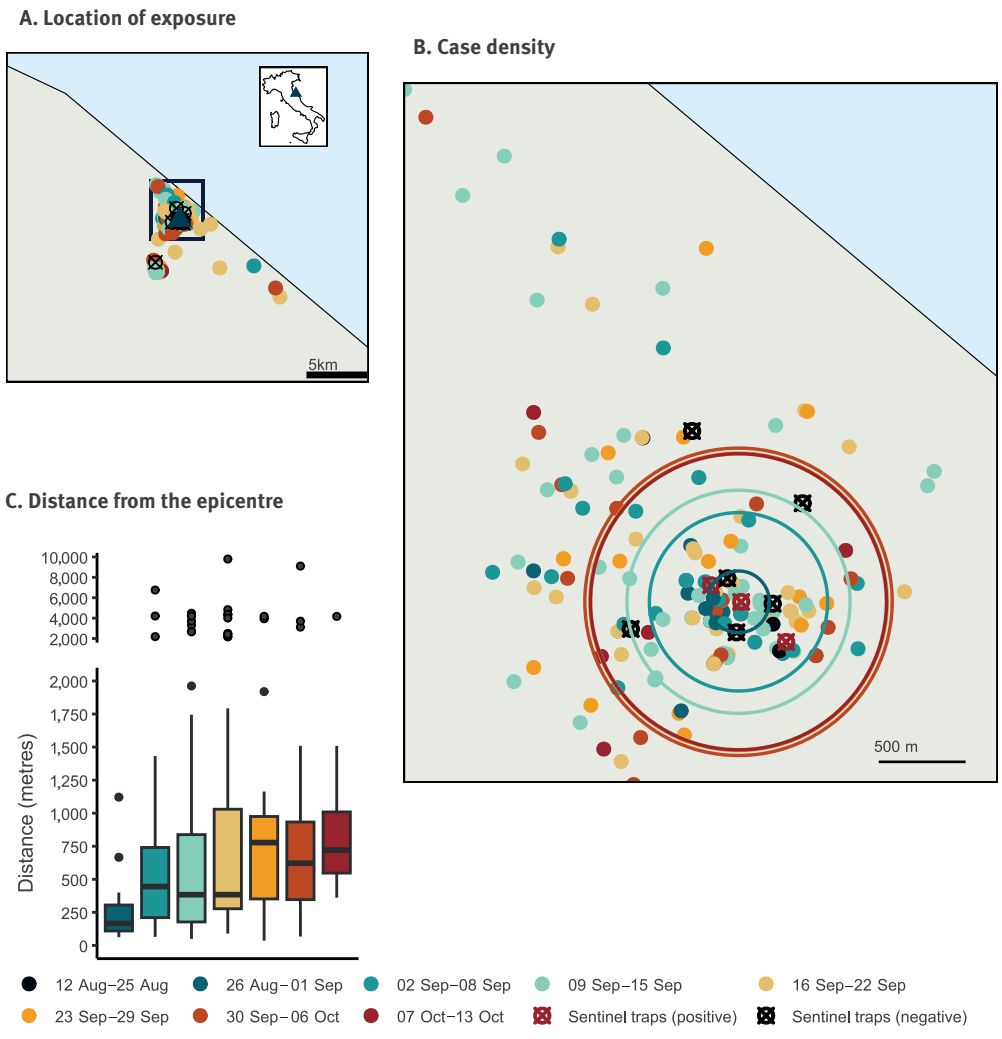 A. Location of exposure
5km
B. Case density
500 m
C. Distance from the epicentre
Distance (metres)
10,000
8,000
6,000
4,000
2,000
2,000
1,750
1,500
1,250
1,000
750
500
250
0
12 Aug–25 Aug
26 Aug–01 Sep
02 Sep–08 Sep
09 Sep–15 Sep
16 Sep–22 Sep
23 Sep–29 Sep
30 Sep–06 Oct
07 Oct–13 Oct
Sentinel traps (positive)
Sentinel traps (negative)